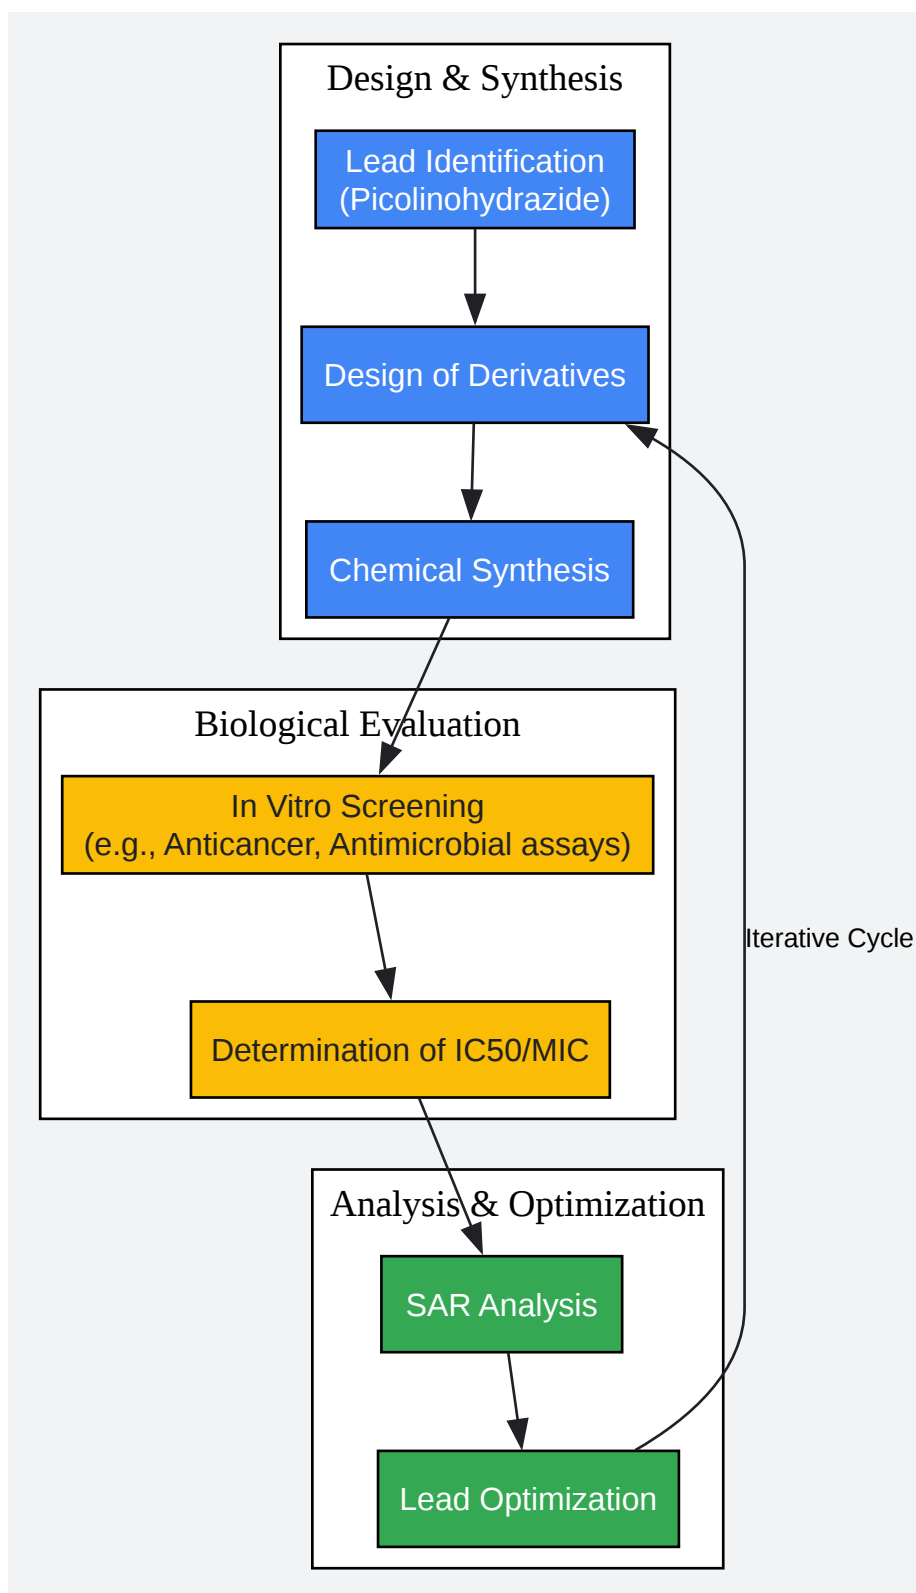 Design & Synthesis
Lead Identification
(Picolinohydrazide)
Design of Derivatives
Chemical Synthesis
Biological Evaluation
In Vitro Screening
(e.g., Anticancer, Antimicrobial assays)
Iterative Cycle
Determination of IC50/MIC
Analysis & Optimization
SAR Analysis
Lead Optimization